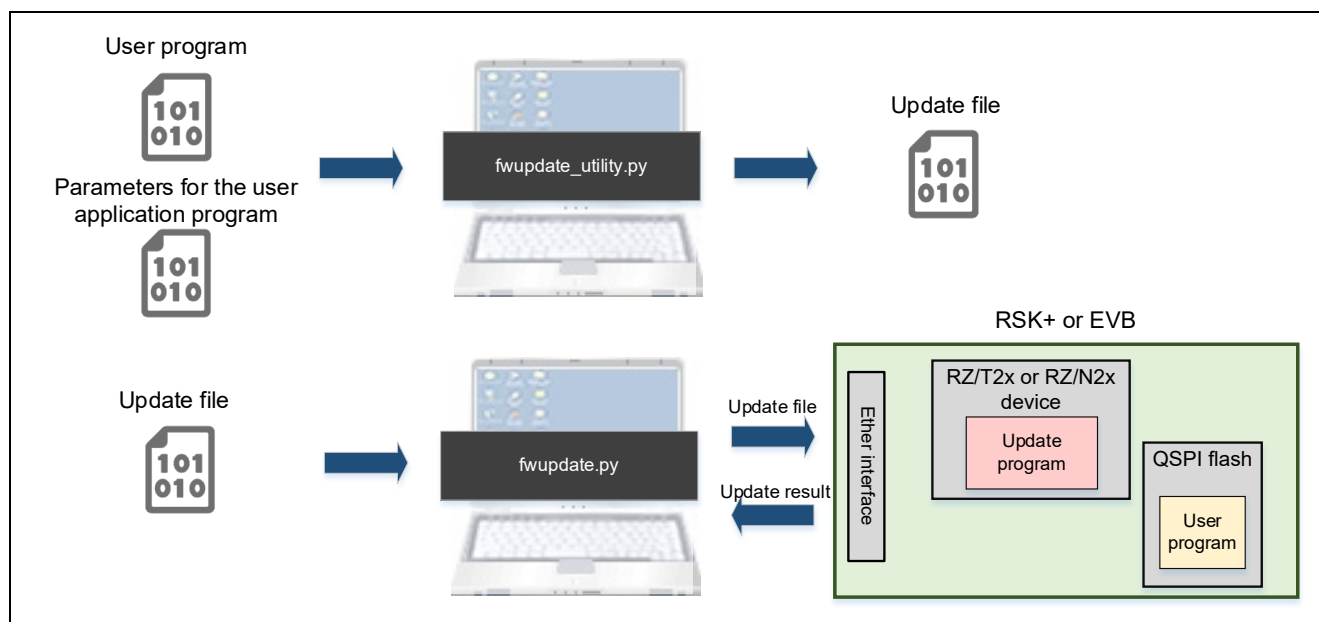 User program
101
010
Parameters for the user
application program
101
010
fwupdate_utility.py
Update file
101
010
Update file
101
010
fwupdate.py
Update file
Update result
RSK+ or EVB
Ether interface
RZ/T2x or RZ/N2x
device
Update
program
QSPI flash
User
program